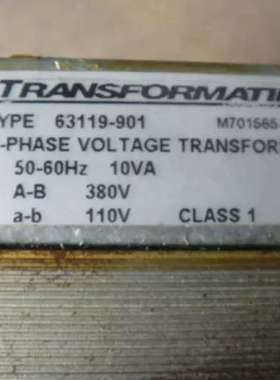 TRANSFORMATI
YPE 63119-901 M701565
-PHASE VOLTAGE TRANSFOR
50-60Hz 10VA
A-B 380V
a-b 110V CLASS 1